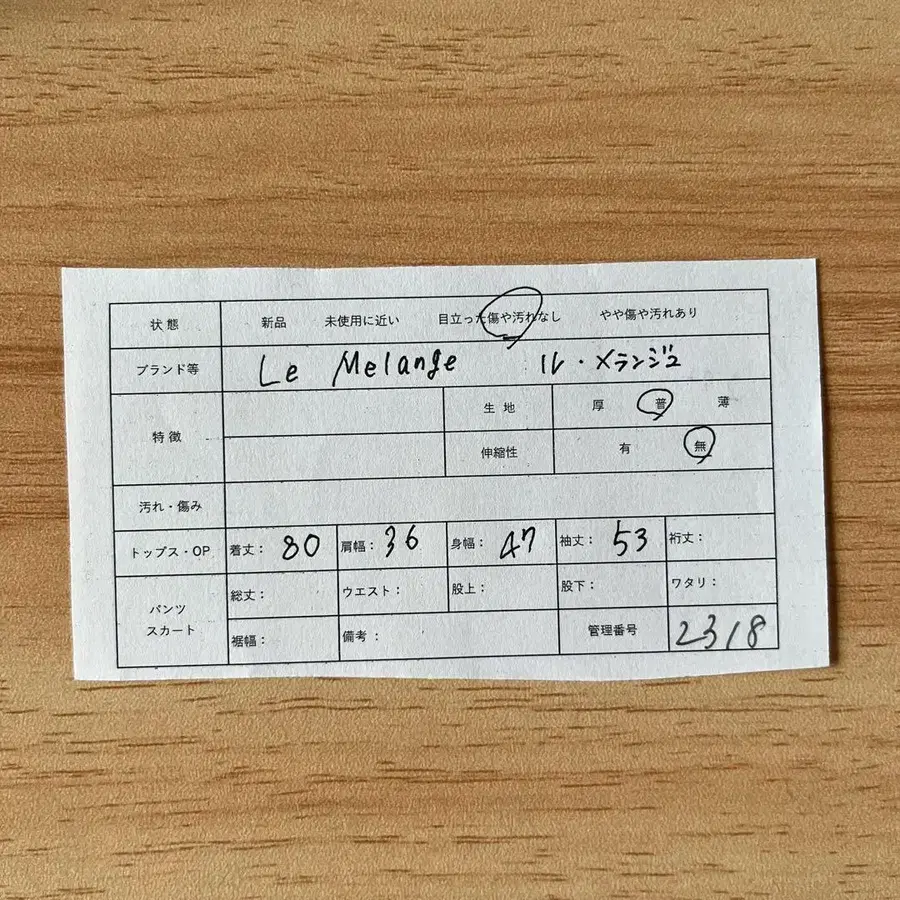 状態 新品 未使用に近い 目立った傷や汚れなし やや傷や汚れあり
ブランド等 Le Melange ル・メランジュ
特徴 生地 厚 普 薄
伸縮性 有 無
汚れ・傷み
トップス・OP 着丈： 80 肩幅： 36 身幅： 47 袖丈： 53 裄丈：
パンツ スカート 総丈： ウエスト： 股上： 股下： ワタリ：
裾幅： 備考： 管理番号 2318